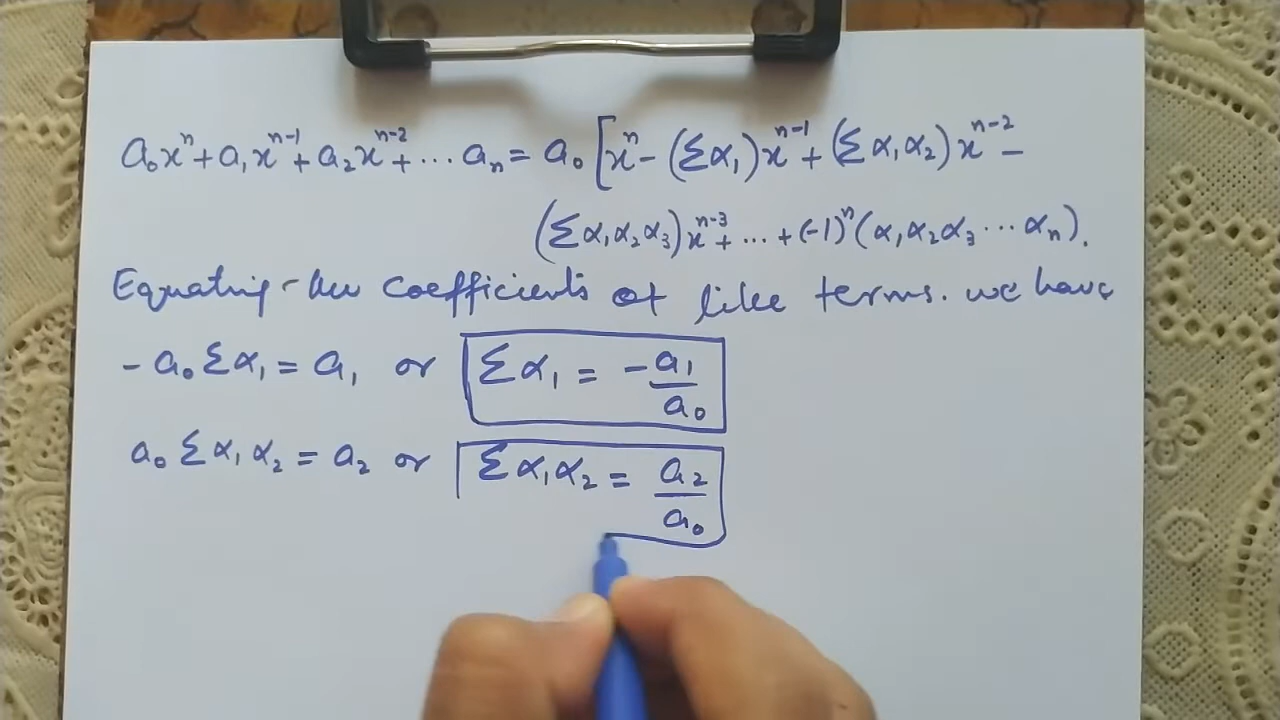 a₀xⁿ + a₁xⁿ⁻¹ + a₂xⁿ⁻² + ... aₙ = a₀ [xⁿ - (Σα₁)xⁿ⁻¹ + (Σα₁α₂)xⁿ⁻² -
(Σα₁α₂α₃)xⁿ⁻³ + ... + (-1)ⁿ(α₁α₂α₃...αₙ).
Equating the coefficients of like terms. we have
- a₀Σα₁ = a₁ or Σα₁ = -a₁/a₀
a₀Σα₁α₂ = a₂ or Σα₁α₂ = a₂/a₀